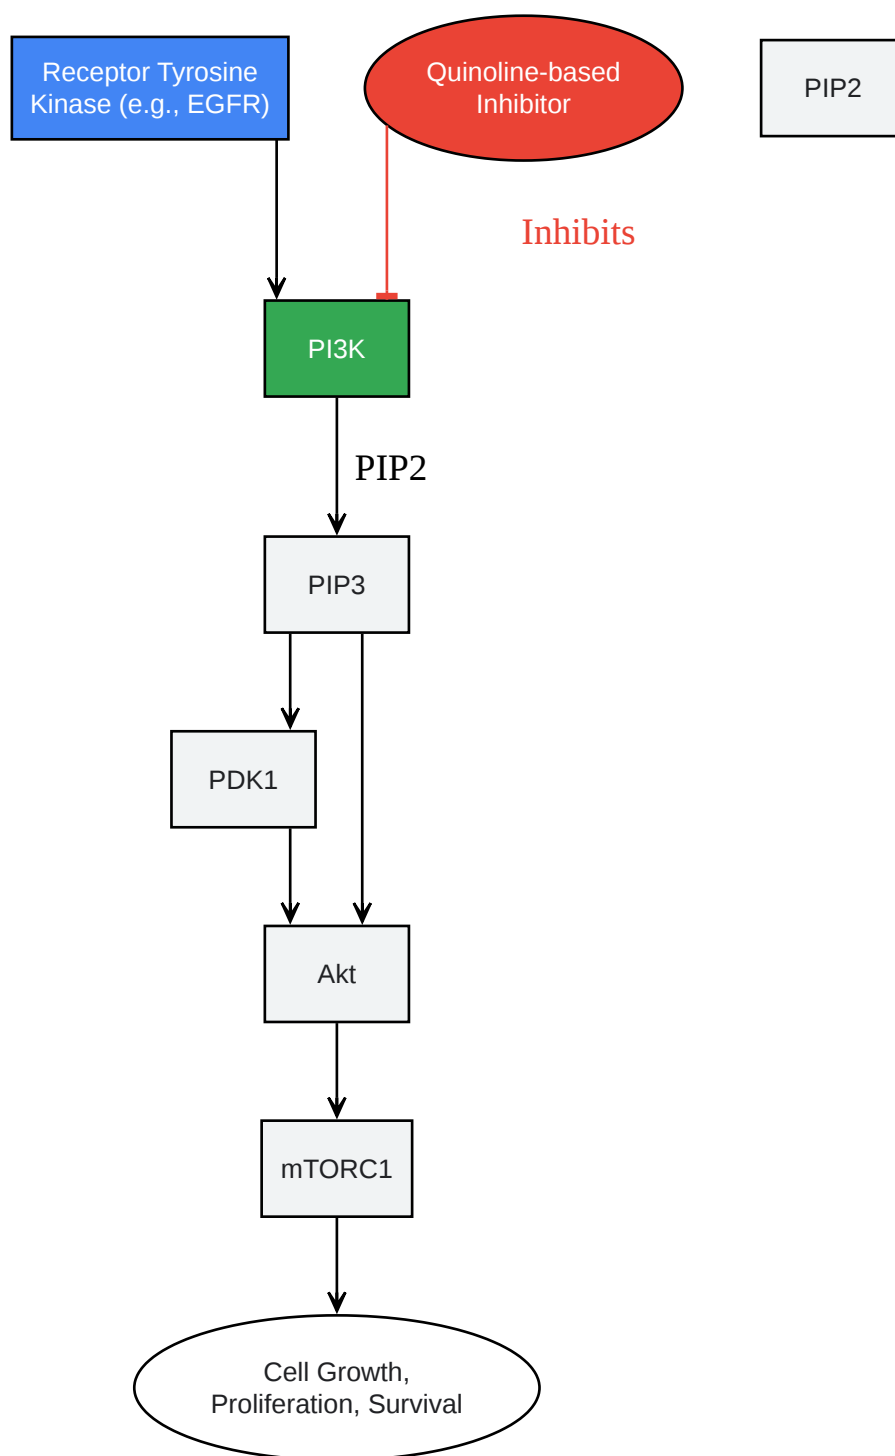 Receptor Tyrosine
Kinase (e.g., EGFR)
Quinoline-based
Inhibitor
PIP2
Inhibits
PI3K
PIP2
PIP3
PDK1
Akt
mTORC1
Cell Growth,
Proliferation, Survival